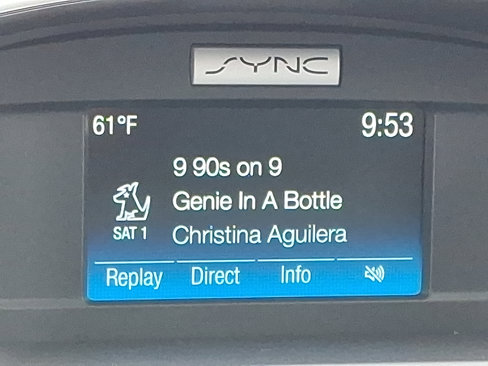 SYNC
61°F 9:53
9 90s on 9
Genie In A Bottle
SAT 1 Christina Aguilera
Replay Direct Info